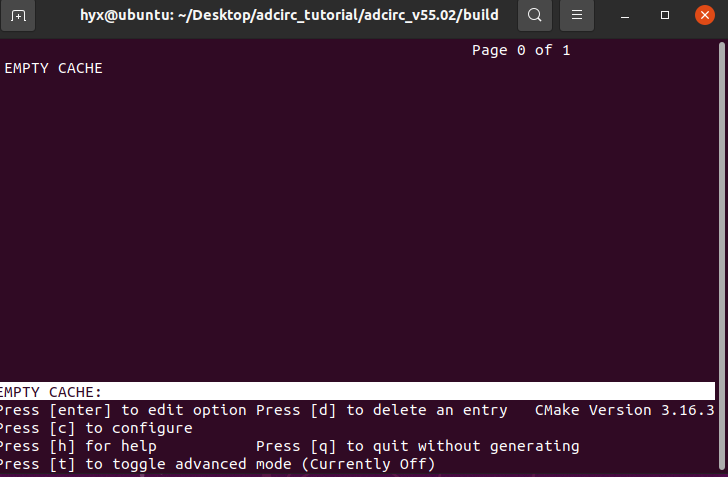 hyx@ubuntu: ~/Desktop/adcirc_tutorial/adcirc_v55.02/build
Page 0 of 1
EMPTY CACHE
EMPTY CACHE:
Press [enter] to edit option Press [d] to delete an entry   CMake Version 3.16.3
Press [c] to configure
Press [h] for help           Press [q] to quit without generating
Press [t] to toggle advanced mode (Currently Off)